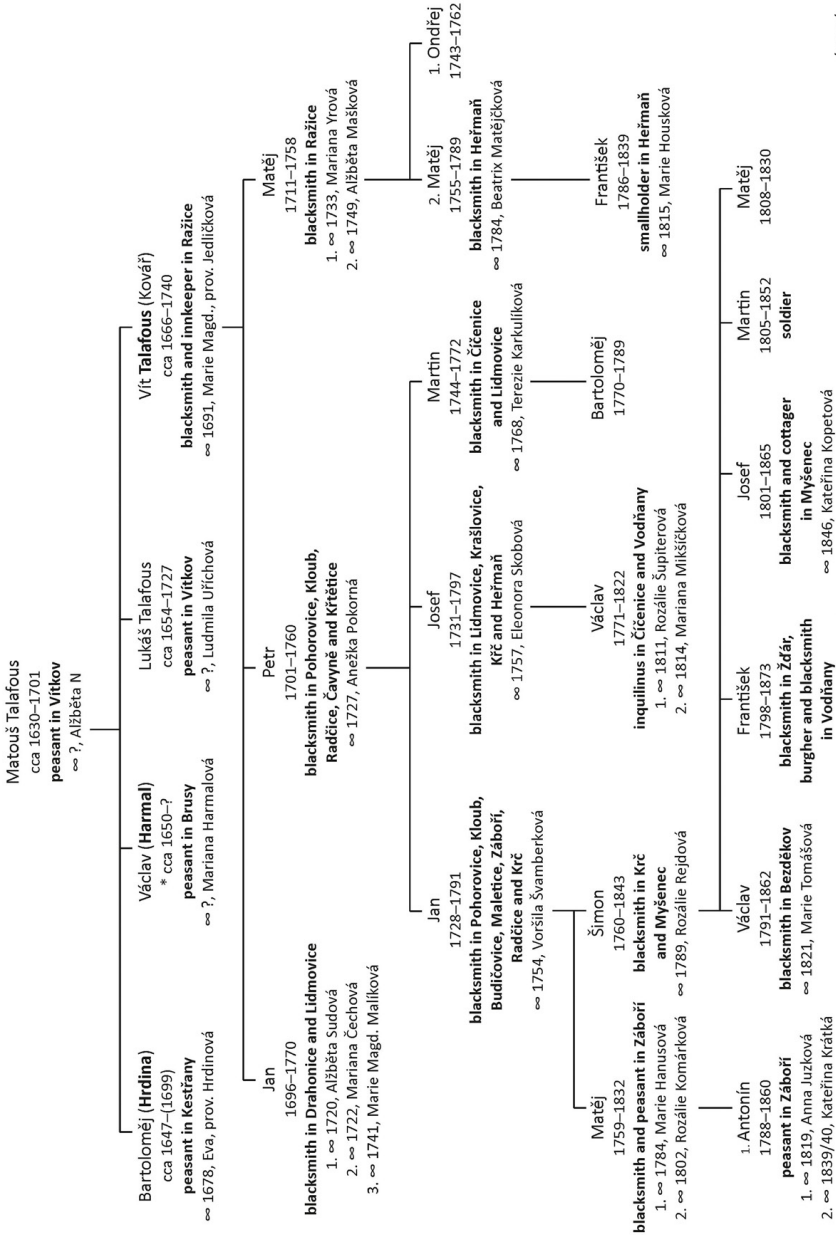 Matouš Talafous
cca 1630–1701
peasant in Vítkov
∞ ?, Alžběta N
Bartoloměj (Hrdina)
cca 1647–(1699)
peasant in Kestřany
∞ 1678, Eva, prov. Hrdinová
Václav (Harmal)
* cca 1650–?
peasant in Brusy
∞ ?, Mariana Harmalová
Lukáš Talafous
cca 1654–1727
peasant in Vítkov
∞ ?, Ludmila Uřichová
Vít Talafous (Kovář)
cca 1666–1740
blacksmith and innkeeper in Ražice
∞ 1691, Marie Magd., prov. Jedličková
Jan
1696–1770
blacksmith in Drahonice and Lidmovice
1. ∞ 1720, Alžběta Sudová
2. ∞ 1722, Mariana Čechová
3. ∞ 1741, Marie Magd. Malíková
Petr
1701–1760
blacksmith in Pohorovice, Kloub,
Radčice, Čavyně and Křtětice
∞ 1727, Anežka Pokorná
Matěj
1711–1758
blacksmith in Ražice
1. ∞ 1733, Mariana Yrová
2. ∞ 1749, Alžběta Mašková
Jan
1728–1791
blacksmith in Pohorovice, Kloub,
Budičovice, Maletice, Záboří,
Radčice and Krč
∞ 1754, Voršila Švamberková
Josef
1731–1797
blacksmith in Lidmovice, Krašlovice,
Křč and Heřmaň
∞ 1757, Eleonora Skobová
Martin
1744–1772
blacksmith in Číčenice
and Lidmovice
∞ 1768, Terezie Karkulíková
2. Matěj
1755–1789
blacksmith in Heřmaň
∞ 1784, Beatrix Matějčková
1. Ondřej
1743–1762
Matěj
1759–1832
blacksmith and peasant in Záboří
1. ∞ 1784, Marie Hanusová
2. ∞ 1802, Rozálie Komárková
Šimon
1760–1843
blacksmith in Krč
and Myšenec
∞ 1789, Rozálie Rejdová
Václav
1771–1822
inquilinus in Číčenice and Vodňany
1. ∞ 1811, Rozálie Šupiterová
2. ∞ 1814, Mariana Mikšíčková
Bartoloměj
1770–1789
František
1786–1839
smallholder in Heřmaň
∞ 1815, Marie Housková
1. Antonín
1788–1860
peasant in Záboří
1. ∞ 1819, Anna Juzková
2. ∞ 1839/40, Kateřina Krátká
Václav
1791–1862
blacksmith in Bezděkov
∞ 1821, Marie Tomášová
František
1798–1873
blacksmith in Žďár,
burgher and blacksmith
in Vodňany
Josef
1801–1865
blacksmith and cottager
in Myšenec
∞ 1846, Kateřina Kopetová
Martin
1805–1852
soldier
Matěj
1808–1830